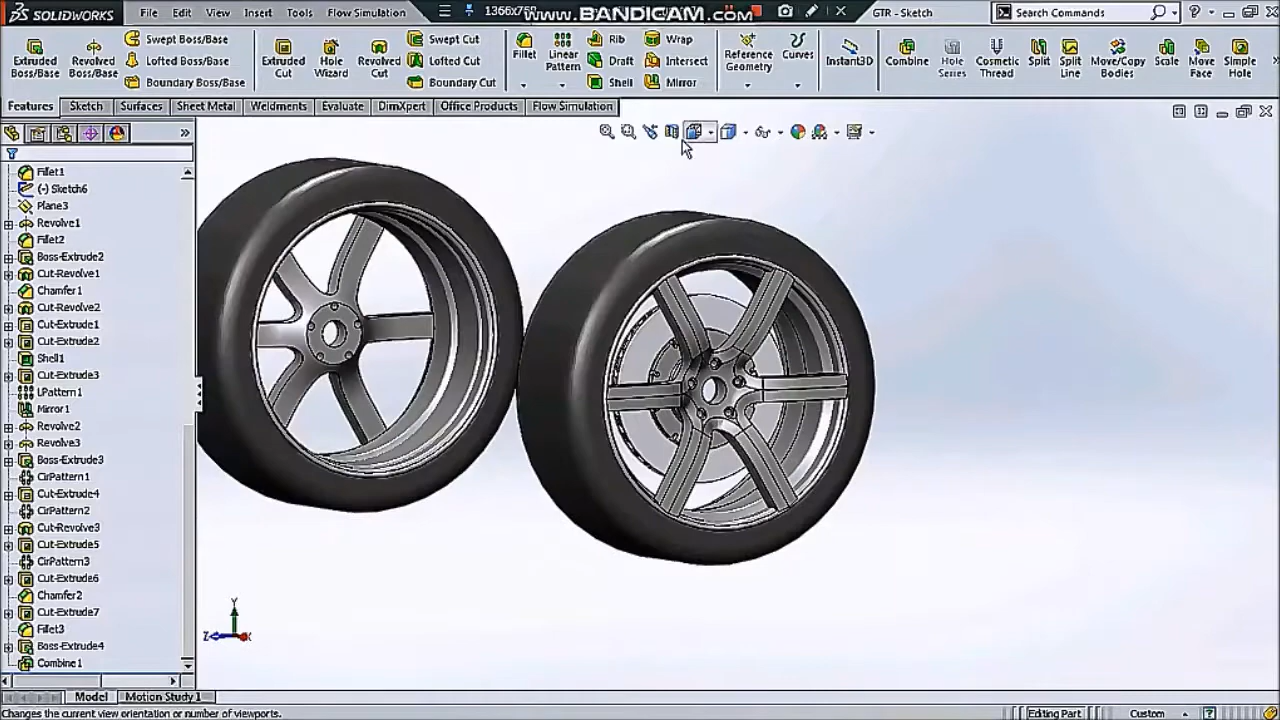 SOLIDWORKS File Edit View Insert Tools Flow Simulation 1366x768 www.BANDICAM.com GTR - Sketch Search Commands
Extruded Boss/Base
Revolved Boss/Base
Swept Boss/Base
Lofted Boss/Base
Boundary Boss/Base
Extruded Cut
Hole Wizard
Revolved Cut
Swept Cut
Lofted Cut
Boundary Cut
Fillet
Linear Pattern
Rib
Draft
Shell
Wrap
Intersect
Mirror
Reference Geometry
Curves
Instant3D
Combine
Hole Series
Cosmetic Thread
Split
Split Line
Move/Copy Bodies
Scale
Move Face
Simple Hole
Features Sketch Surfaces Sheet Metal Weldments Evaluate DimXpert Office Products Flow Simulation
Fillet1
(-) Sketch6
Plane3
Revolve1
Fillet2
Boss-Extrude2
Cut-Revolve1
Chamfer1
Cut-Revolve2
Cut-Extrude1
Cut-Extrude2
Shell1
Cut-Extrude3
LPattern1
Mirror1
Revolve2
Revolve3
Boss-Extrude3
CirPattern1
Cut-Extrude4
CirPattern2
Cut-Revolve3
Cut-Extrude5
CirPattern3
Cut-Extrude6
Chamfer2
Cut-Extrude7
Fillet3
Boss-Extrude4
Combine1
Y
Z
Model Motion Study 1
Changes the current view orientation or number of viewports. Editing Part Custom